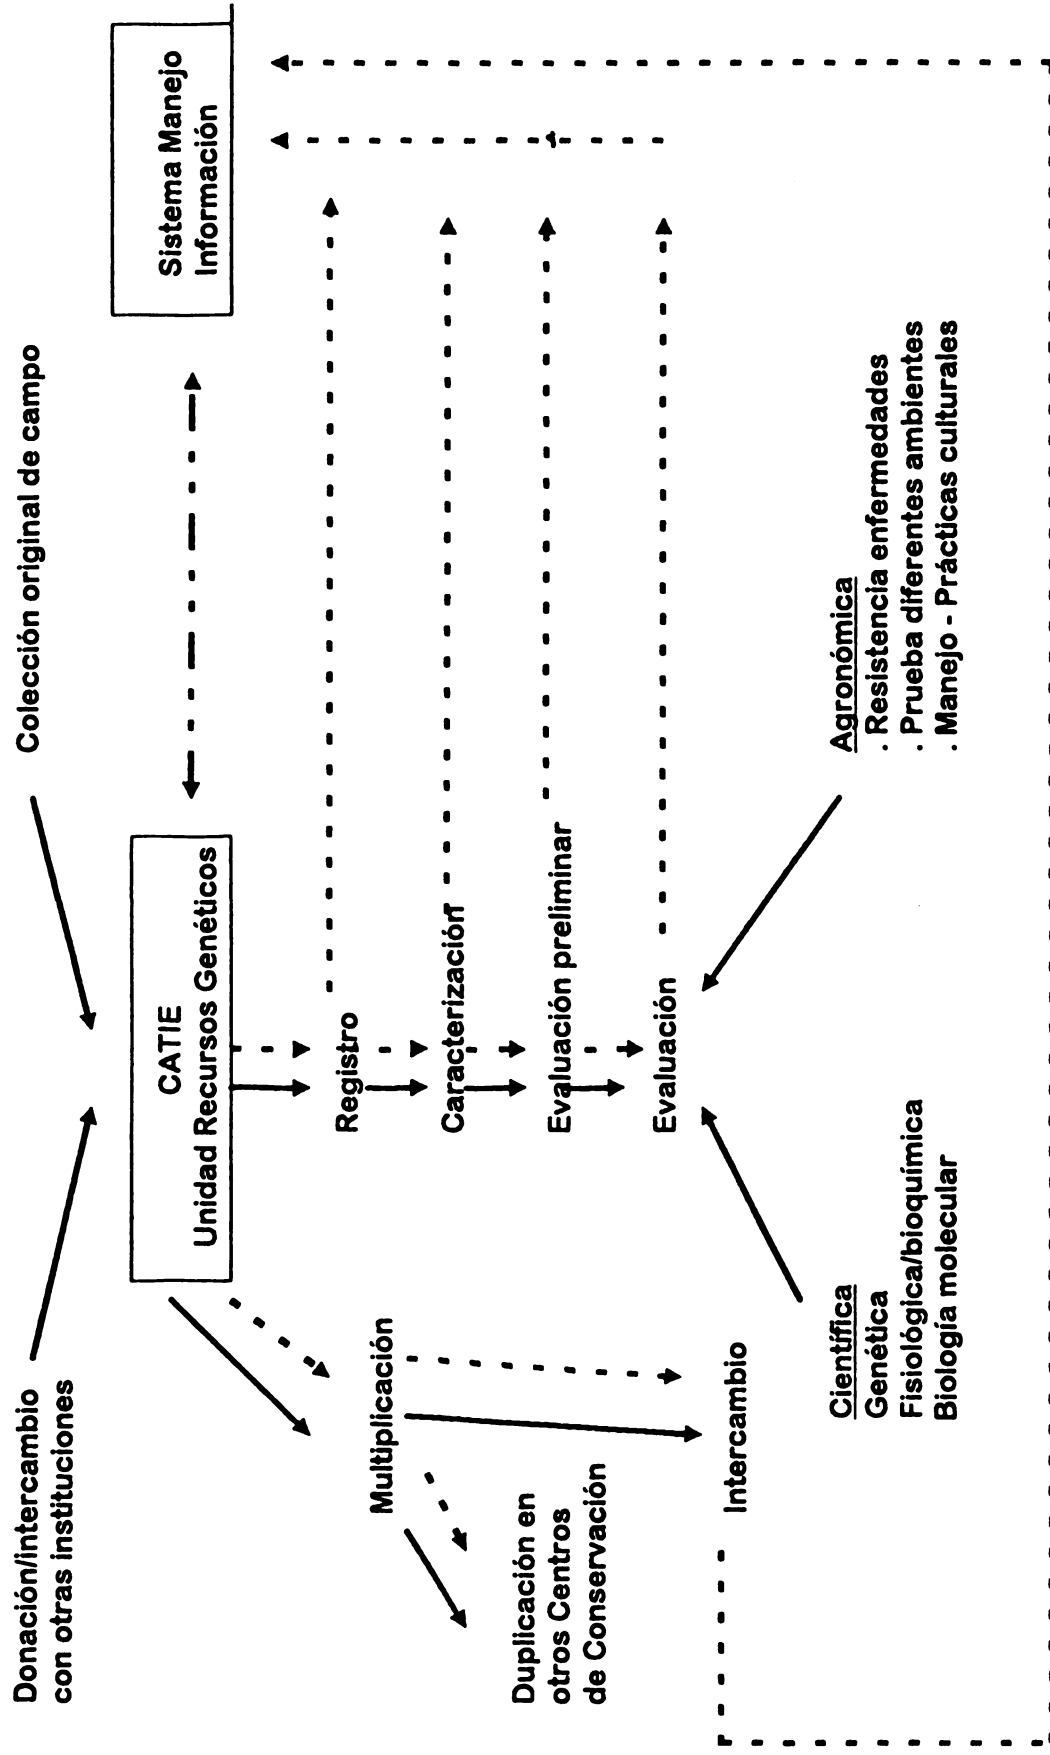 Donación/intercambio
con otras instituciones
Colección original de campo
CATIE
Unidad Recursos Genéticos
Sistema Manejo
Información
Registro
Caracterización
Evaluación preliminar
Evaluación
Multiplicación
Duplicación en
otros Centros
de Conservación
Intercambio
Científica
Genética
Fisiológica/bioquímica
Biología molecular
Agronómica
. Resistencia enfermedades
. Prueba diferentes ambientes
. Manejo - Prácticas culturales